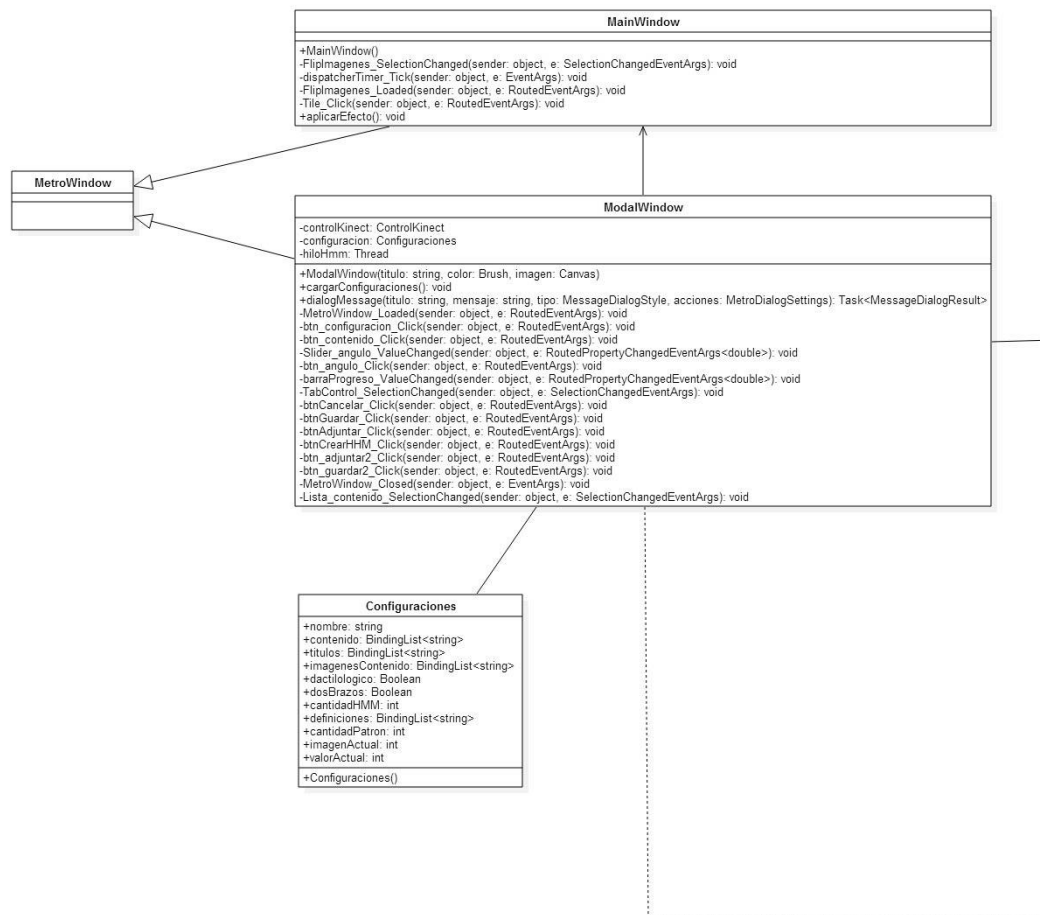 MainWindow
+MainWindow()
-FlipImagenes_SelectionChanged(sender: object, e: SelectionChangedEventArgs): void
-dispatcherTimer_Tick(sender: object, e: EventArgs): void
-FlipImagenes_Loaded(sender: object, e: RoutedEventArgs): void
-Tile_Click(sender: object, e: RoutedEventArgs): void
+aplicarEfecto(): void
MetroWindow
ModalWindow
-controlKinect: ControlKinect
-configuracion: Configuraciones
-hiloHmm: Thread
+ModalWindow(titulo: string, color: Brush, imagen: Canvas)
+cargarConfiguraciones(): void
+dialogMessage(titulo: string, mensaje: string, tipo: MessageDialogStyle, acciones: MetroDialogSettings): Task<MessageDialogResult>
-MetroWindow_Loaded(sender: object, e: RoutedEventArgs): void
-btn_configuracion_Click(sender: object, e: RoutedEventArgs): void
-btn_contenido_Click(sender: object, e: RoutedEventArgs): void
-Slider_angulo_ValueChanged(sender: object, e: RoutedPropertyChangedEventArgs<double>): void
-btn_angulo_Click(sender: object, e: RoutedEventArgs): void
-barraProgreso_ValueChanged(sender: object, e: RoutedPropertyChangedEventArgs<double>): void
-TabControl_SelectionChanged(sender: object, e: SelectionChangedEventArgs): void
-btnCancelar_Click(sender: object, e: RoutedEventArgs): void
-btnGuardar_Click(sender: object, e: RoutedEventArgs): void
-btnAdjuntar_Click(sender: object, e: RoutedEventArgs): void
-btnCrearHHM_Click(sender: object, e: RoutedEventArgs): void
-btn_adjuntar2_Click(sender: object, e: RoutedEventArgs): void
-btn_guardar2_Click(sender: object, e: RoutedEventArgs): void
-MetroWindow_Closed(sender: object, e: EventArgs): void
-Lista_contenido_SelectionChanged(sender: object, e: SelectionChangedEventArgs): void
Configuraciones
+nombre: string
+contenido: BindingList<string>
+titulos: BindingList<string>
+imagenesContenido: BindingList<string>
+dactilologico: Boolean
+dosBrazos: Boolean
+cantidadHMM: int
+definiciones: BindingList<string>
+cantidadPatron: int
+imagenActual: int
+valorActual: int
+Configuraciones()